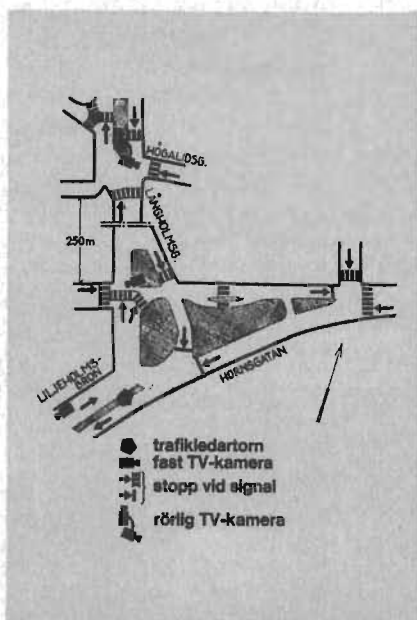 HÖGALIDSG.
LÅNGHOLMSG.
250m
LILJEHOLMS-
BRON
HORNSGATAN
trafikledartorn
fast TV-kamera
stopp vid signal
rörlig TV-kamera